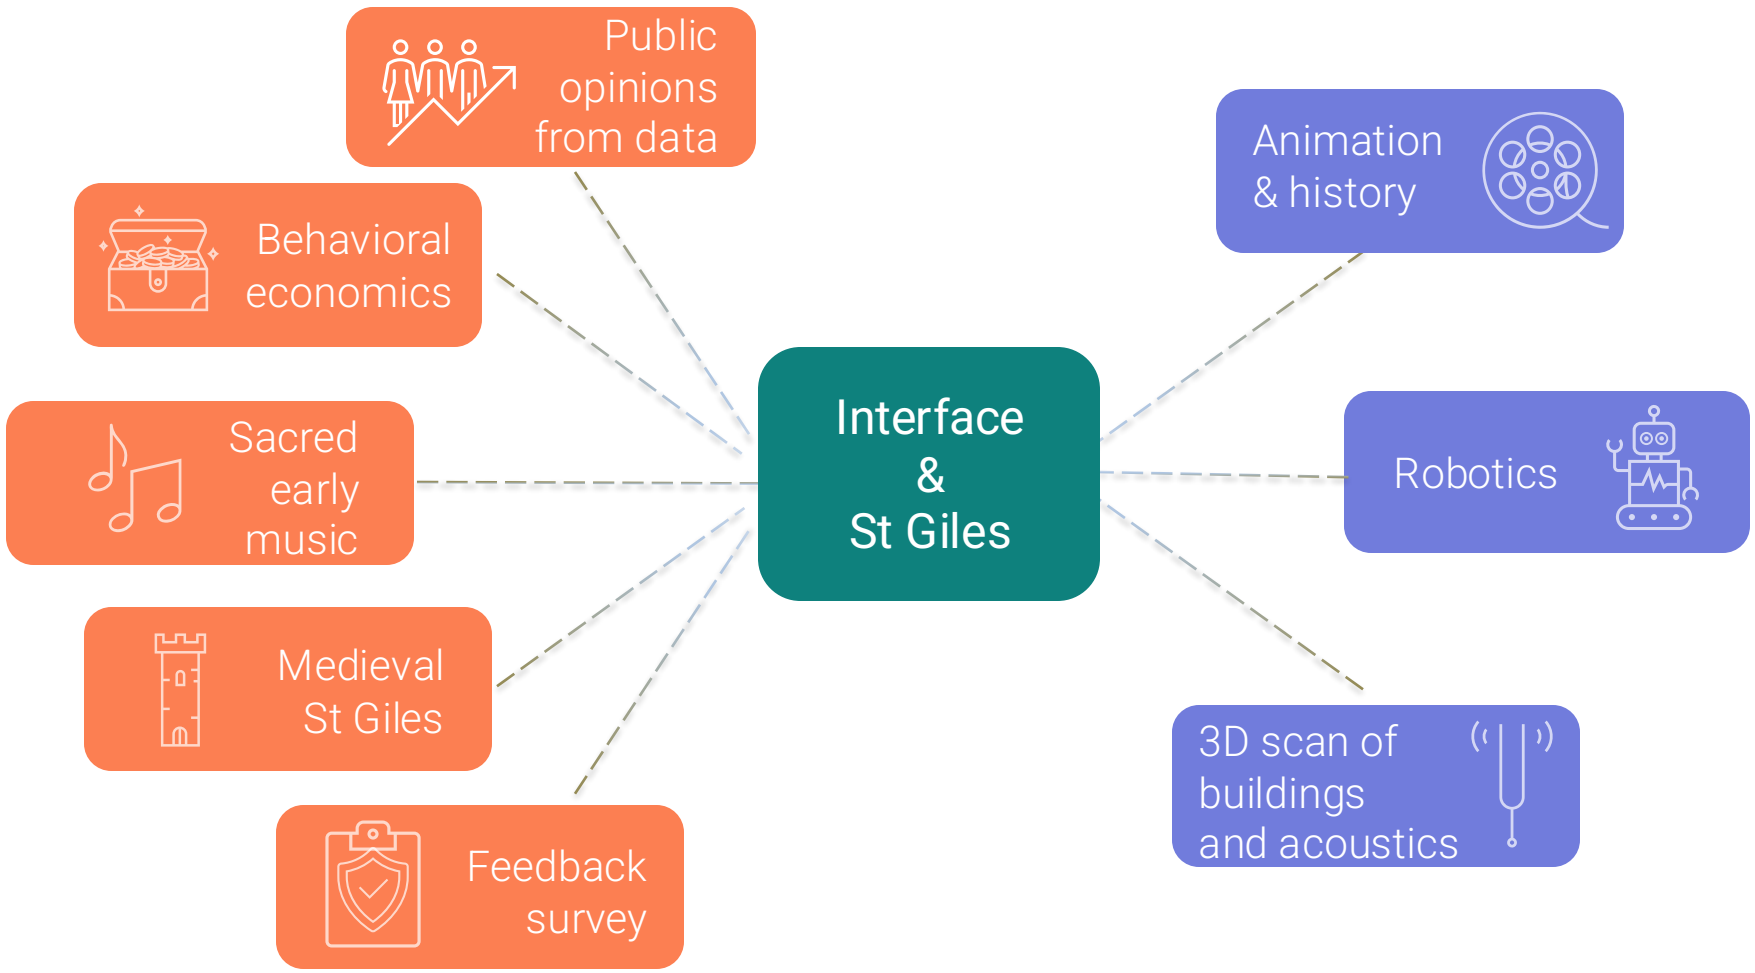 Public
opinions
from data
Behavioral
economics
Sacred
early
music
Medieval
St Giles
Feedback
survey
Interface
&
St Giles
Animation
& history
Robotics
3D scan of
buildings
and acoustics